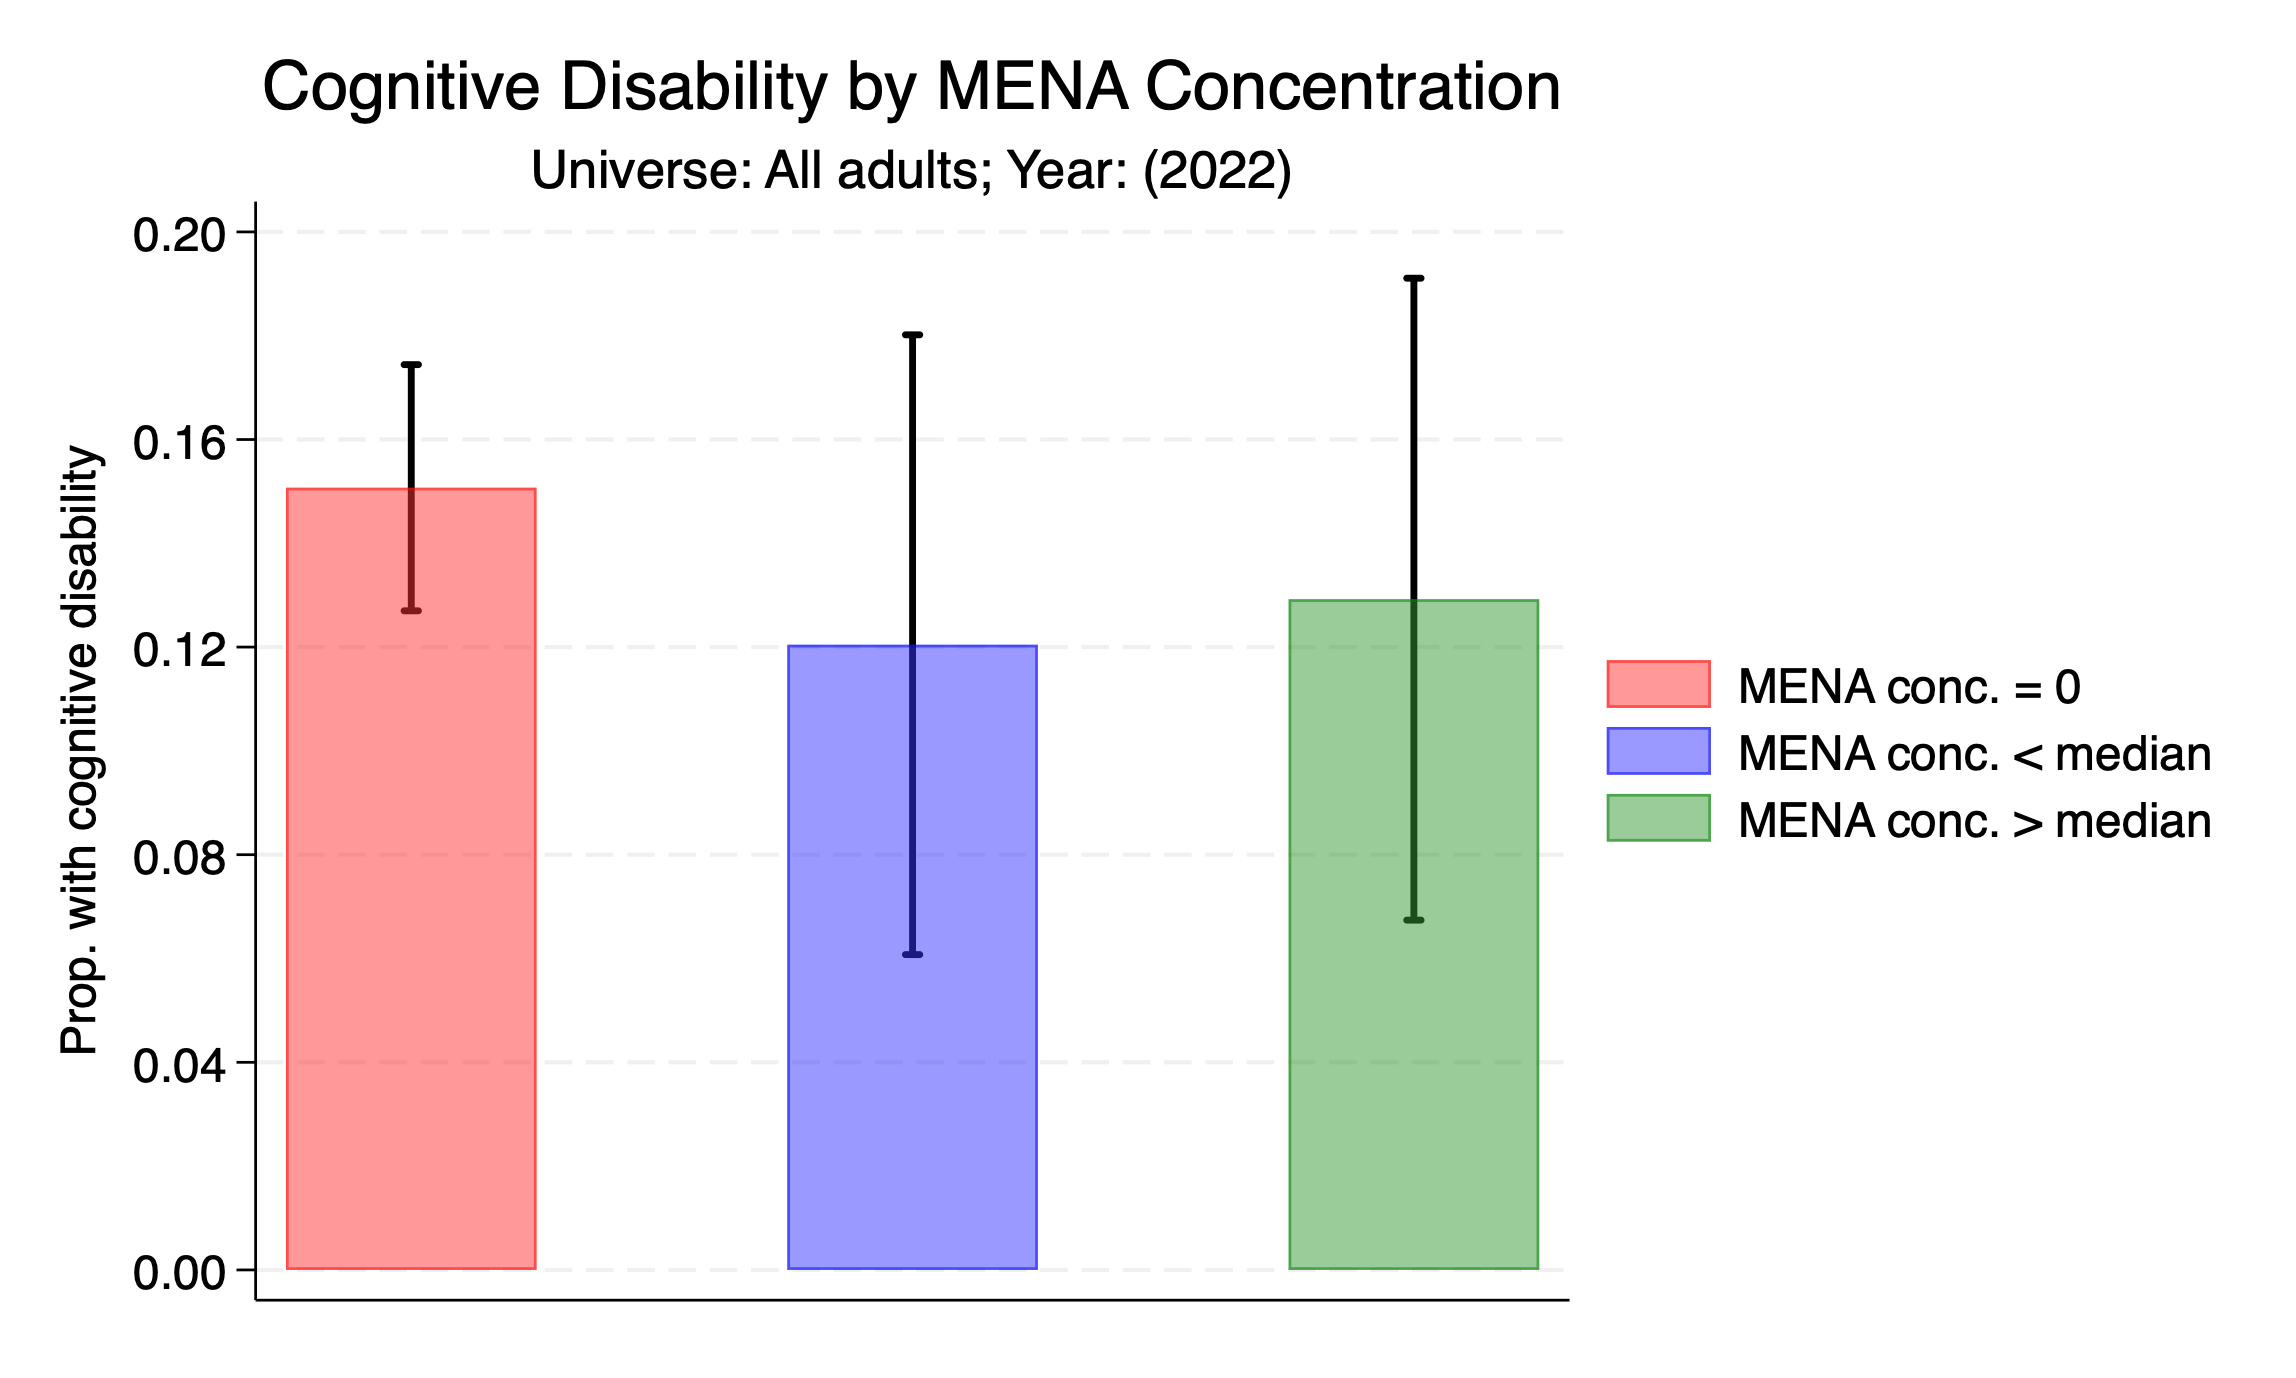 Cognitive Disability by MENA Concentration
Universe: All adults; Year: (2022)
Prop. with cognitive disability
0.20
0.16
0.12
0.08
0.04
0.00
MENA conc. = 0
MENA conc. < median
MENA conc. > median